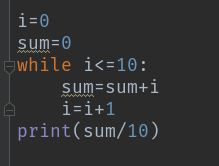 i=0
sum=0
while i<=10:
    sum=sum+i
    i=i+1
print(sum/10)